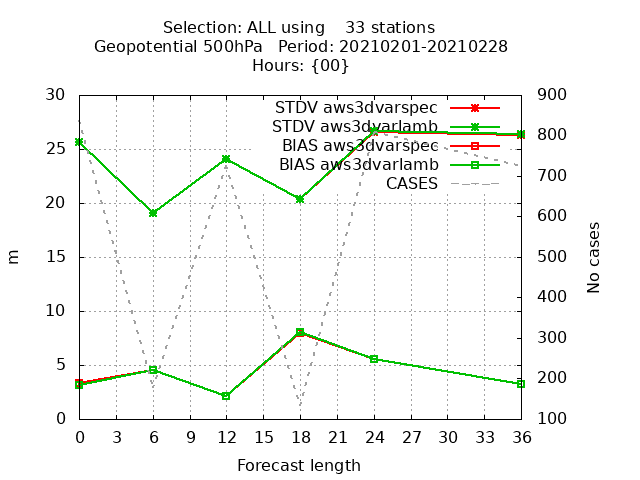 Selection: ALL using 33 stations
Geopotential 500hPa Period: 20210201-20210228
Hours: {00}
30 900
STDV aws3dvarspec
STDV aws3dvarlamb
BIAS aws3dvarspec
BIAS aws3dvarlamb
CASES
25 800
20 700
15 600
10 500
5 400
0 300
200
100
m
No cases
0 3 6 9 12 15 18 21 24 27 30 33 36
Forecast length